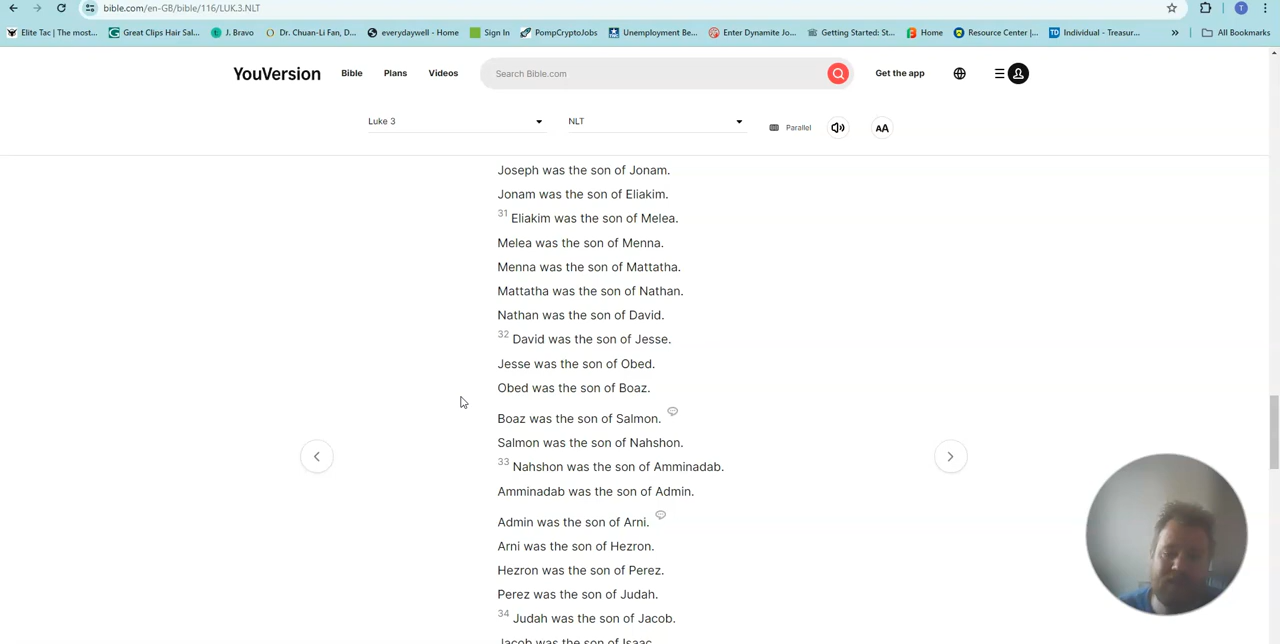 bible.com/en-GB/bible/116/LUK.3.NLT
T
Elite Tac | The most...
Great Clips Hair Sal...
J. Bravo
Dr. Chuan-Li Fan, D...
everydaywell - Home
Sign In
PompCryptoJobs
Unemployment Be...
Enter Dynamite Jo...
Getting Started: St...
Home
Resource Center |...
TD Individual - Treasur...
»
All Bookmarks
YouVersion
Bible
Plans
Videos
Search Bible.com
Get the app
Luke 3
NLT
Parallel
AA
Joseph was the son of Jonam.
Jonam was the son of Eliakim.
31 Eliakim was the son of Melea.
Melea was the son of Menna.
Menna was the son of Mattatha.
Mattatha was the son of Nathan.
Nathan was the son of David.
32 David was the son of Jesse.
Jesse was the son of Obed.
Obed was the son of Boaz.
Boaz was the son of Salmon.
Salmon was the son of Nahshon.
33 Nahshon was the son of Amminadab.
Amminadab was the son of Admin.
Admin was the son of Arni.
Arni was the son of Hezron.
Hezron was the son of Perez.
Perez was the son of Judah.
34 Judah was the son of Jacob.
Jacob was the son of Isaac.